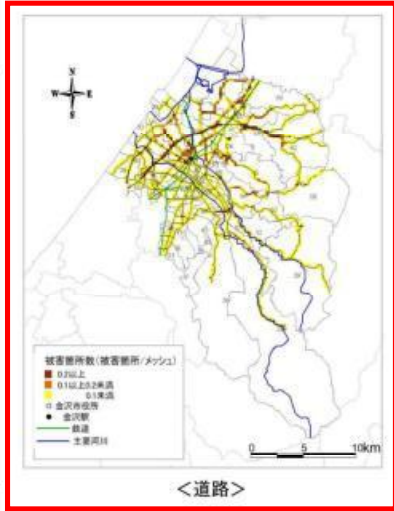 N
W E
S
被害箇所数(被害箇所/メッシュ)
0.2以上
0.1以上0.2未満
0.1未満
金沢市役所
金沢駅
鉄道
主要河川
0 5 10km
<道路>